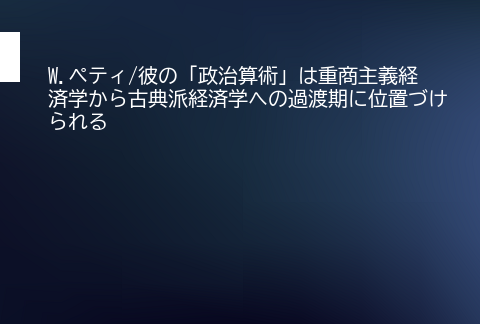 W.ペティ/彼の「政治算術」は重商主義経
済学から古典派経済学への過渡期に位置づけ
られる